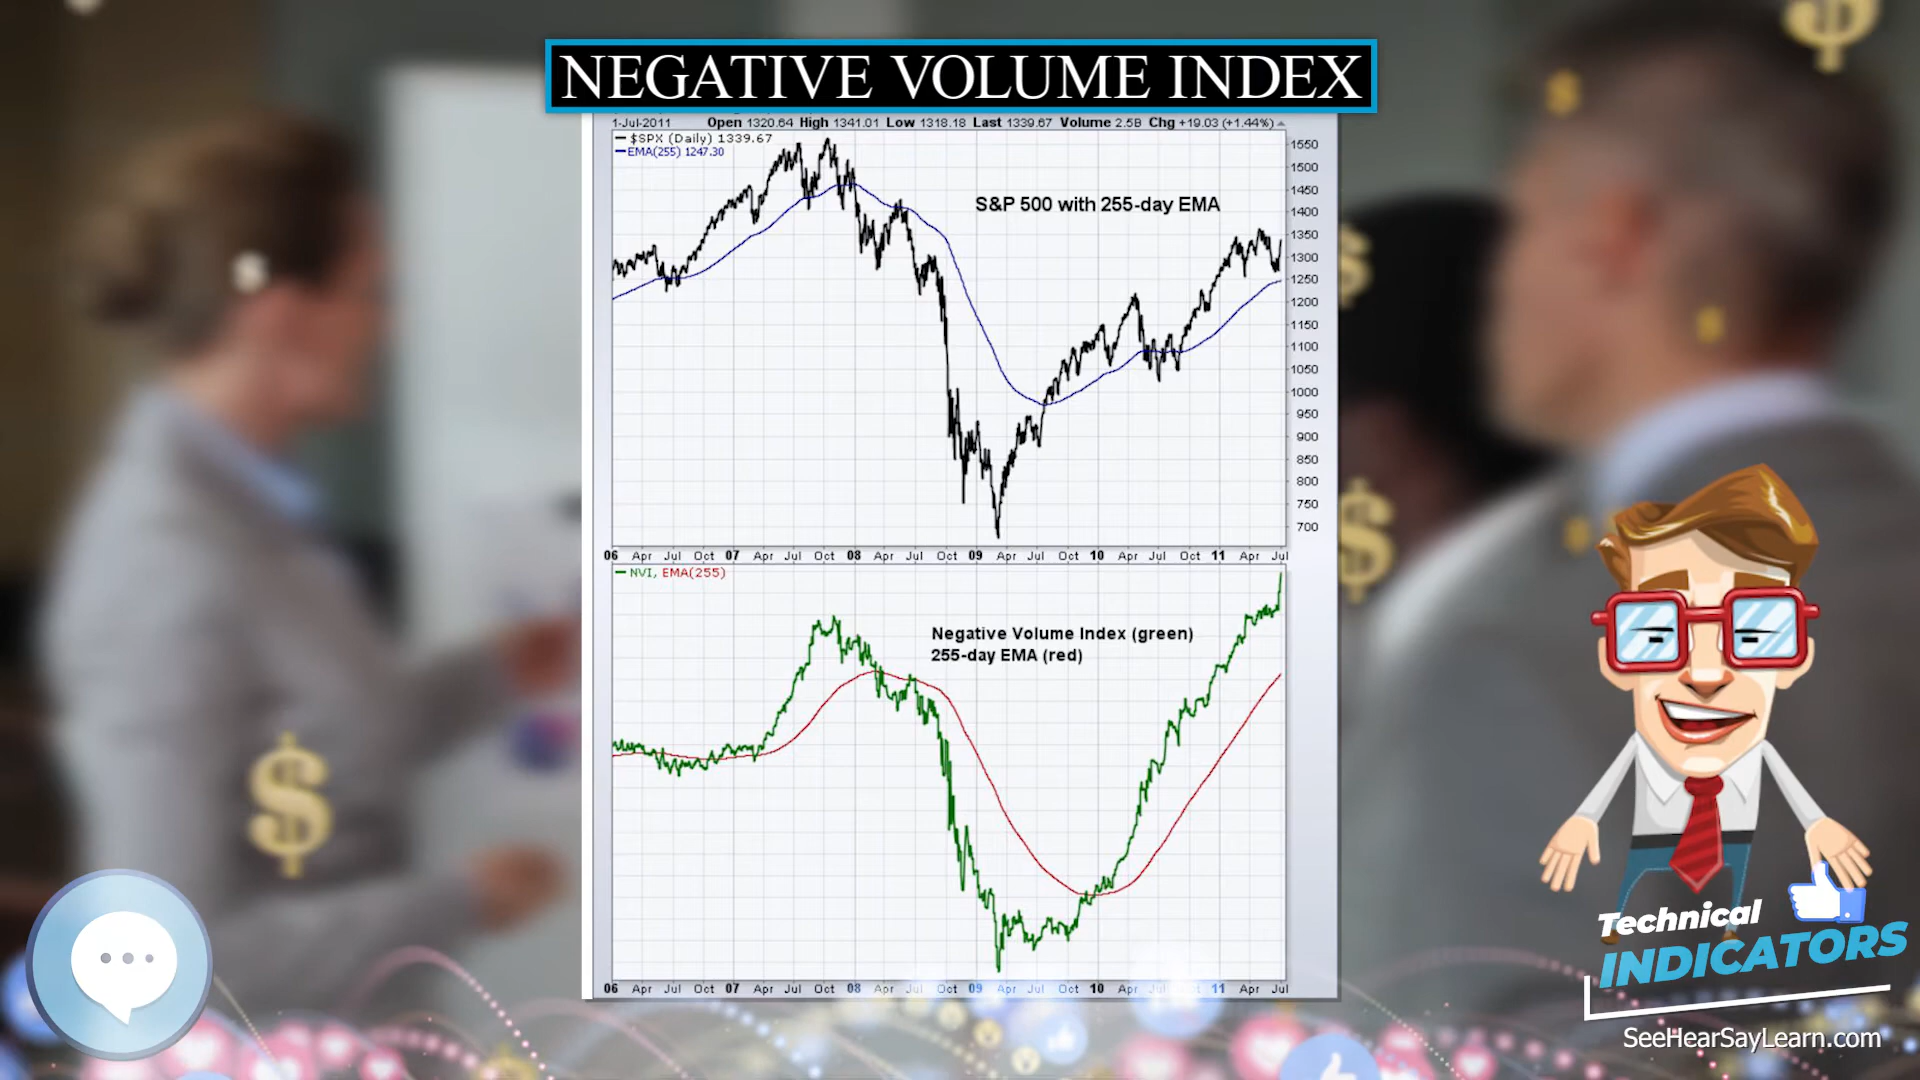 NEGATIVE VOLUME INDEX
1-Jul-2011 Open 1320.64 High 1341.01 Low 1318.18 Last 1339.67 Volume 2.5B Chg +19.03 (+1.44%)
$SPX (Daily) 1339.67
EMA(255) 1247.30
S&P 500 with 255-day EMA
1550
1500
1450
1400
1350
1300
1250
1200
1150
1100
1050
1000
950
900
850
800
750
700
06 Apr Jul Oct 07 Apr Jul Oct 08 Apr Jul Oct 09 Apr Jul Oct 10 Apr Jul Oct 11 Apr Jul
NVI, EMA(255)
Negative Volume Index (green)
255-day EMA (red)
06 Apr Jul Oct 07 Apr Jul Oct 08 Apr Jul Oct 09 Apr Jul Oct 10 Apr Jul Oct 11 Apr Jul
Technical
INDICATORS
SeeHearSayLearn.com